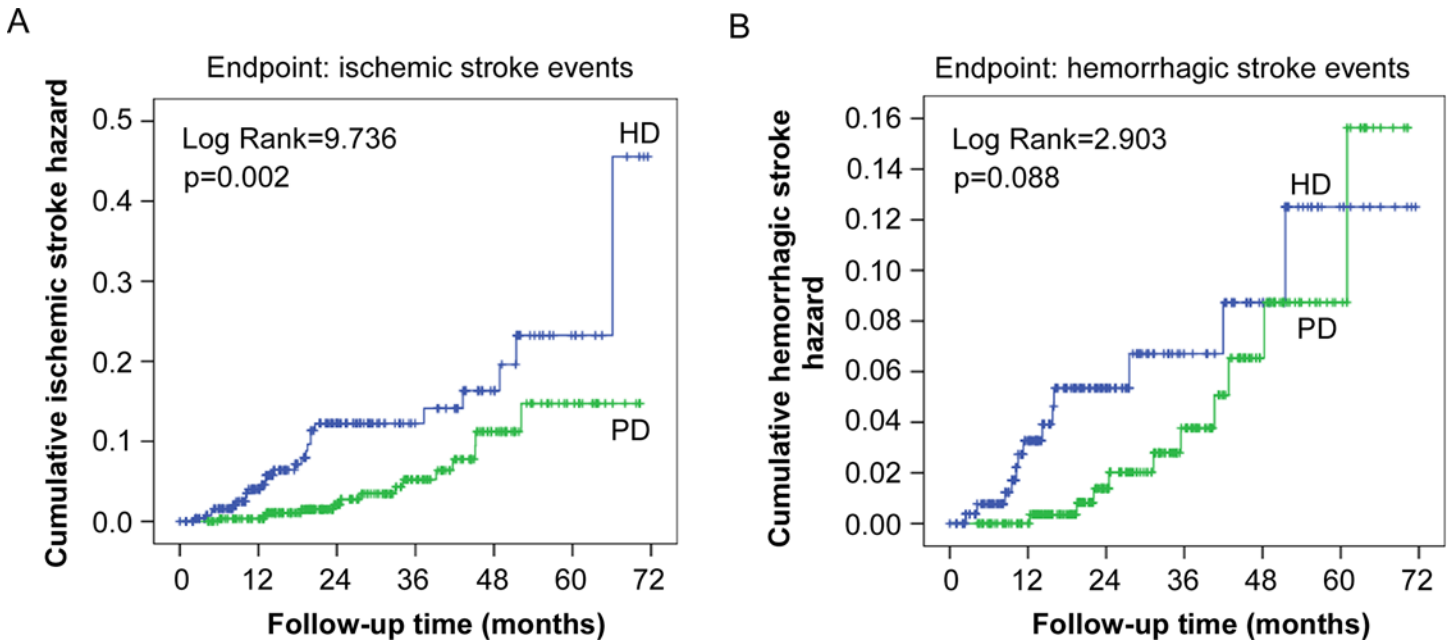 A
Endpoint: ischemic stroke events
Cumulative ischemic stroke hazard
0.5
0.4
0.3
0.2
0.1
0.0
Log Rank=9.736
p=0.002
HD
PD
0 12 24 36 48 60 72
Follow-up time (months)
B
Endpoint: hemorrhagic stroke events
Cumulative hemorrhagic stroke
hazard
0.16
0.14
0.12
0.10
0.08
0.06
0.04
0.02
0.00
Log Rank=2.903
p=0.088
HD
PD
0 12 24 36 48 60 72
Follow-up time (months)